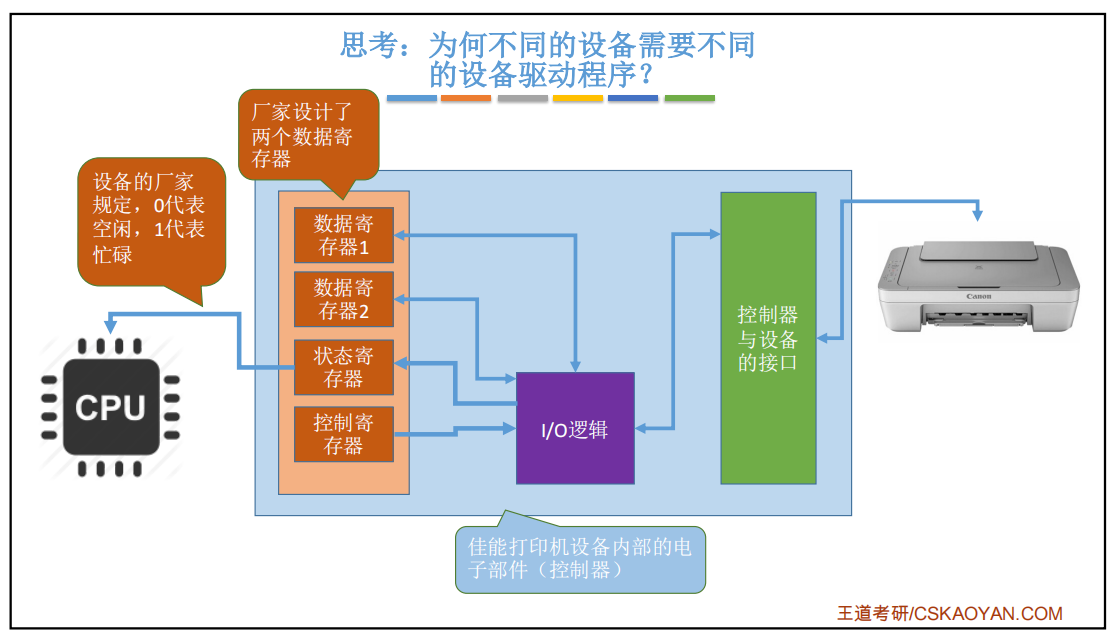 思考：为何不同的设备需要不同
的设备驱动程序？
厂家设计了
两个数据寄
存器
设备的厂家
规定，0代表
空闲，1代表
忙碌
数据寄
存器1
数据寄
存器2
状态寄
存器
控制寄
存器
CPU
I/O逻辑
控制器
与设备
的接口
Canon
佳能打印机设备内部的电
子部件（控制器）
王道考研/CSKAOYAN.COM